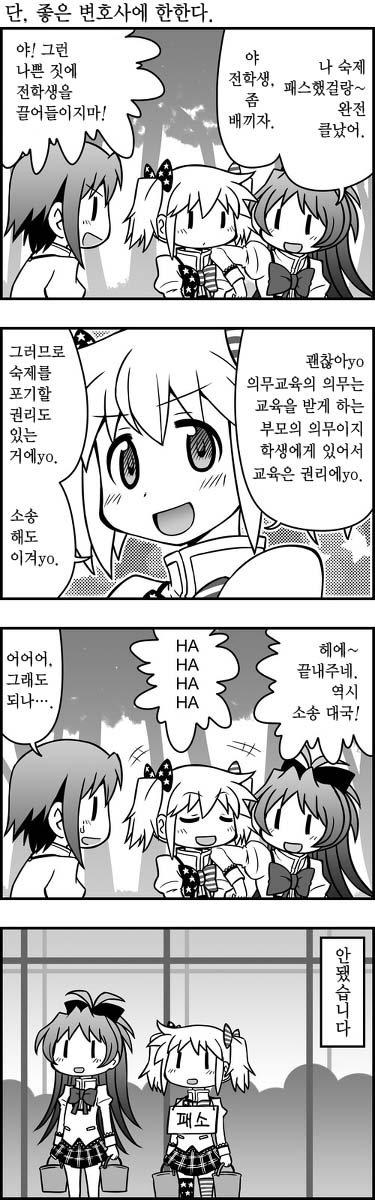 단, 좋은 변호사에 한한다.
나 숙제
패스했걸랑~
완전
클났어.
야
전학생,
좀
배끼자.
야! 그런
나쁜 짓에
전학생을
끌어들이지마!
괜찮아yo
의무교육의 의무는
교육을 받게 하는
부모의 의무이지
학생에게 있어서
교육은 권리에yo.
그러므로
숙제를
포기할
권리도
있는
거에yo.
소송
해도
이겨yo.
헤에~
끝내주네.
역시
소송 대국!
HA
HA
HA
HA
어어어,
그래도
되나….
안됐습니다
패소